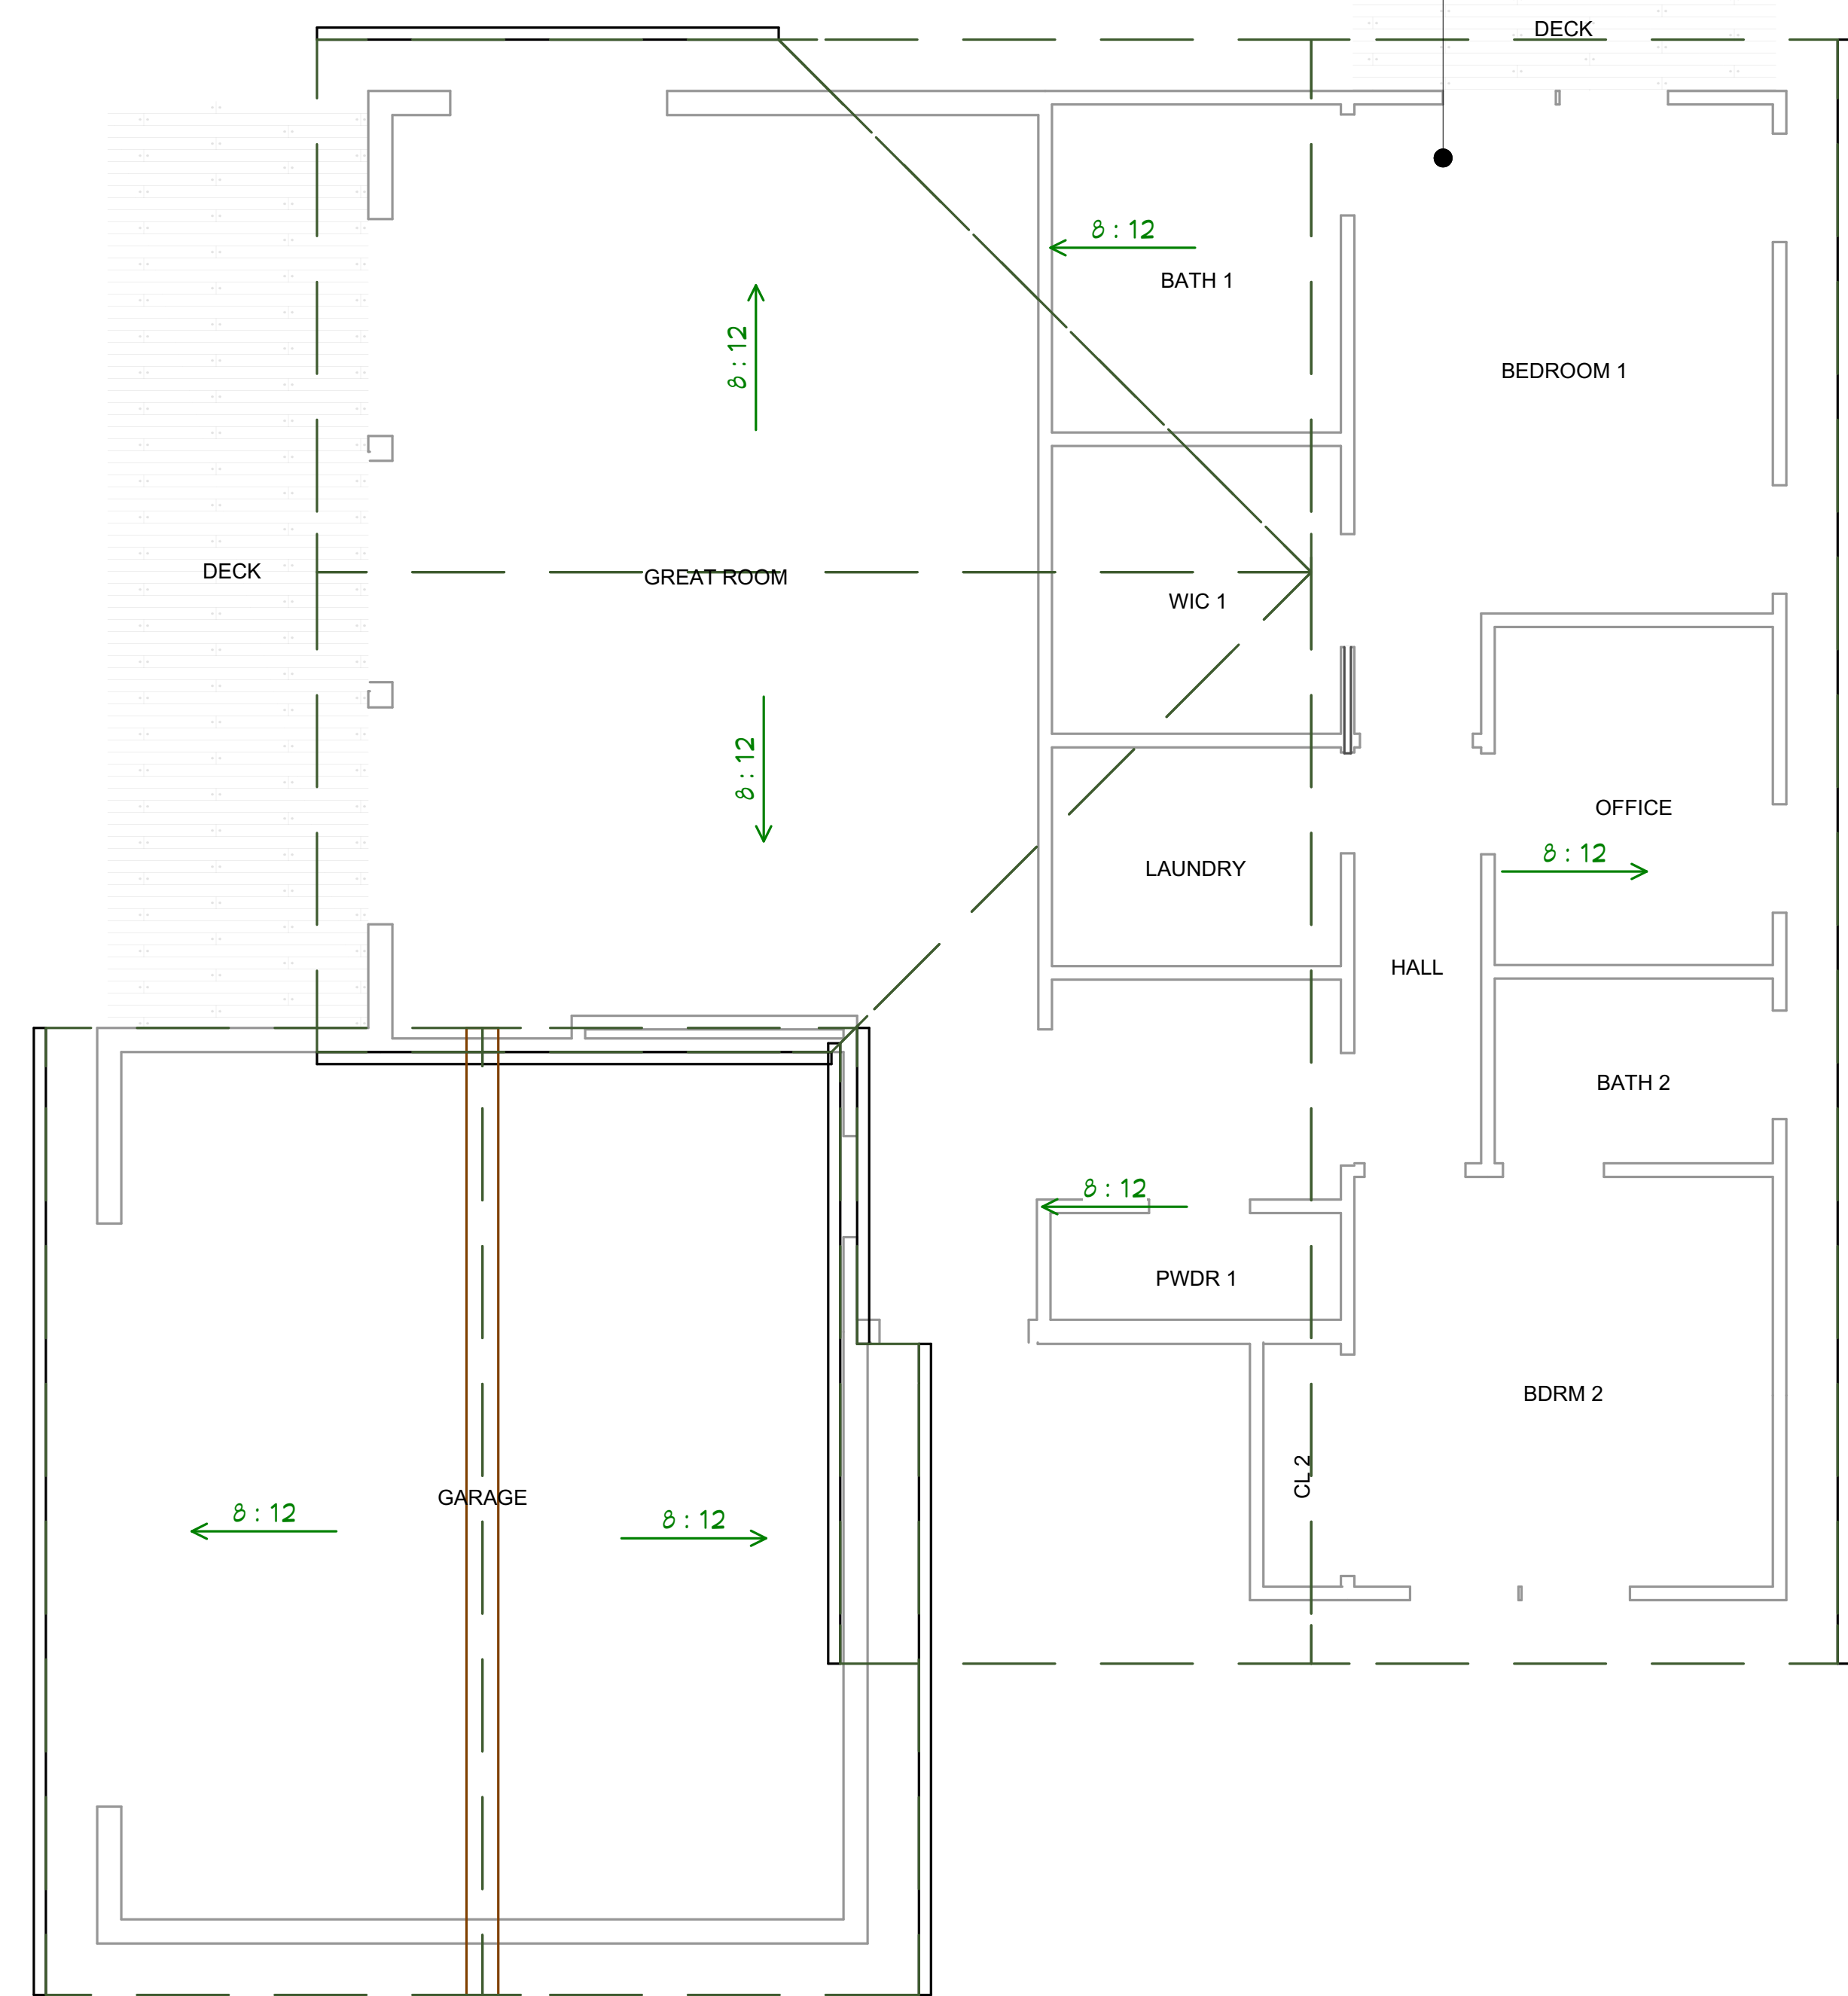 DECK
8 : 12
BATH 1
8 : 12
BEDROOM 1
DECK
GREAT ROOM
WIC 1
8 : 12
OFFICE
8 : 12
LAUNDRY
HALL
BATH 2
8 : 12
PWDR 1
BDRM 2
CL 2
GARAGE
8 : 12
8 : 12